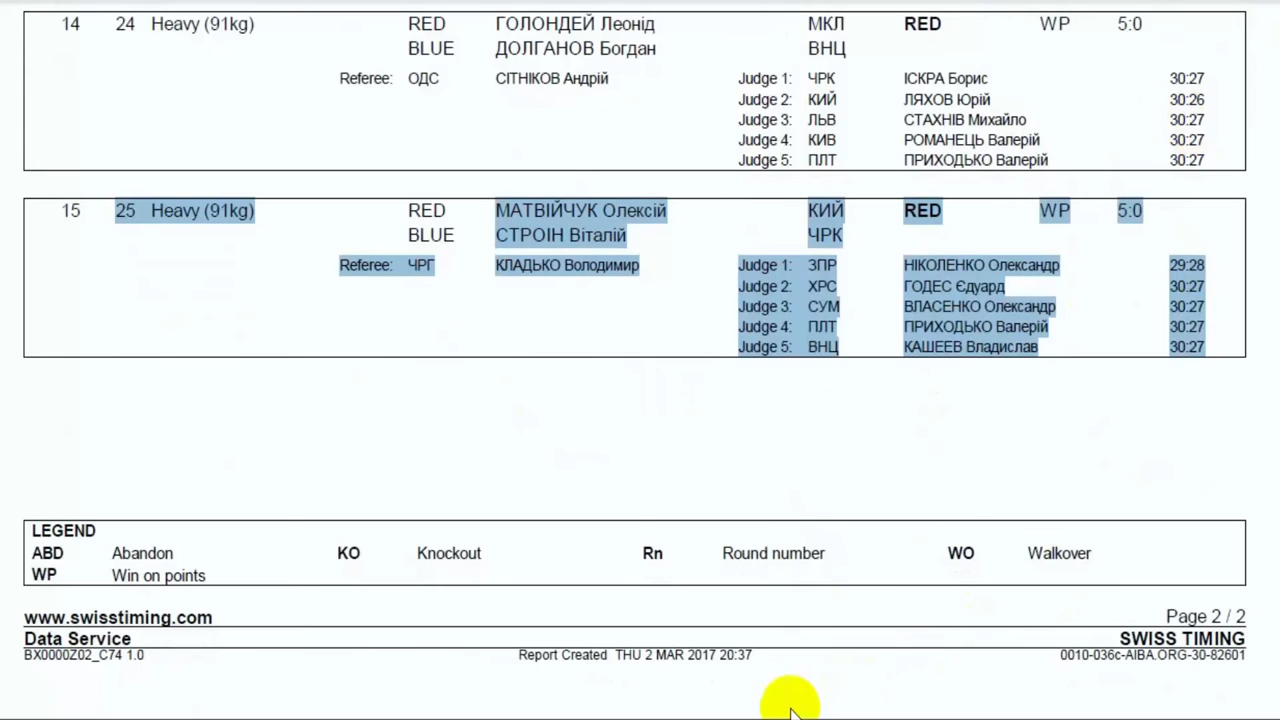 14 24 Heavy (91kg) RED ГОЛОНДЕЙ Леонід МКЛ RED WP 5:0
BLUE ДОЛГАНОВ Богдан ВНЦ
Referee: ОДС СІТНІКОВ Андрій Judge 1: ЧРК ІСКРА Борис 30:27
Judge 2: КИЙ ЛЯХОВ Юрій 30:26
Judge 3: ЛЬВ СТАХНІВ Михайло 30:27
Judge 4: КИВ РОМАНЕЦЬ Валерій 30:27
Judge 5: ПЛТ ПРИХОДЬКО Валерій 30:27
15 25 Heavy (91kg) RED МАТВІЙЧУК Олексій КИЙ RED WP 5:0
BLUE СТРОІН Віталій ЧРК
Referee: ЧРГ КЛАДЬКО Володимир Judge 1: ЗПР НІКОЛЕНКО Олександр 29:28
Judge 2: ХРС ГОДЕС Єдуард 30:27
Judge 3: СУМ ВЛАСЕНКО Олександр 30:27
Judge 4: ПЛТ ПРИХОДЬКО Валерій 30:27
Judge 5: ВНЦ КАШЕЕВ Владислав 30:27
LEGEND
ABD Abandon KO Knockout Rn Round number WO Walkover
WP Win on points
www.swisstiming.com Page 2 / 2
Data Service SWISS TIMING
BX0000Z02_C74 1.0 Report Created THU 2 MAR 2017 20:37 0010-036c-AIBA.ORG-30-82601